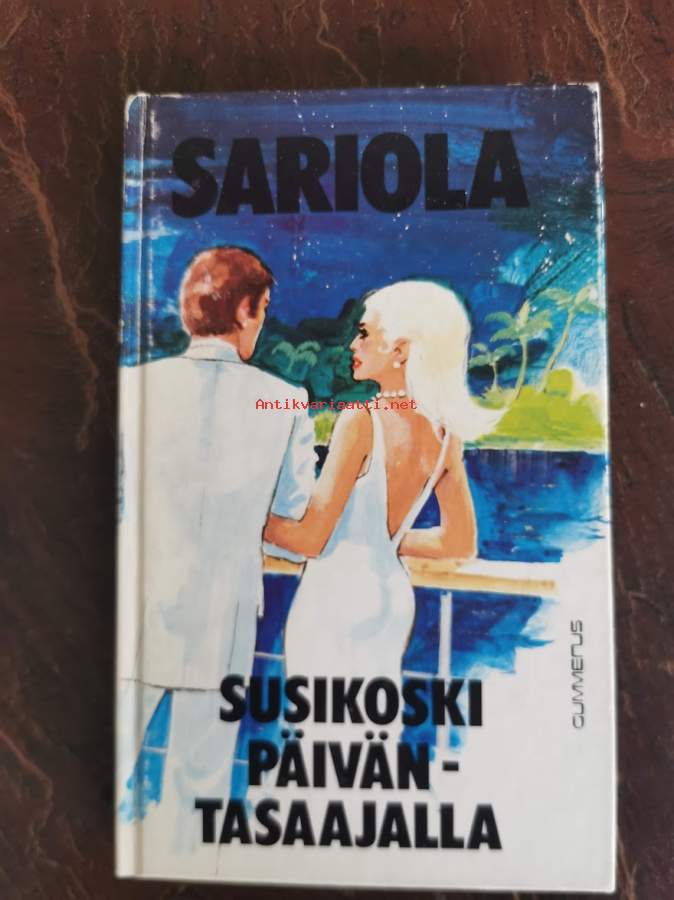 SARIOLA
Antikvariaatti.net
SUSIKOSKI
PÄIVÄN-
TASAAJALLA
GUMMERUS